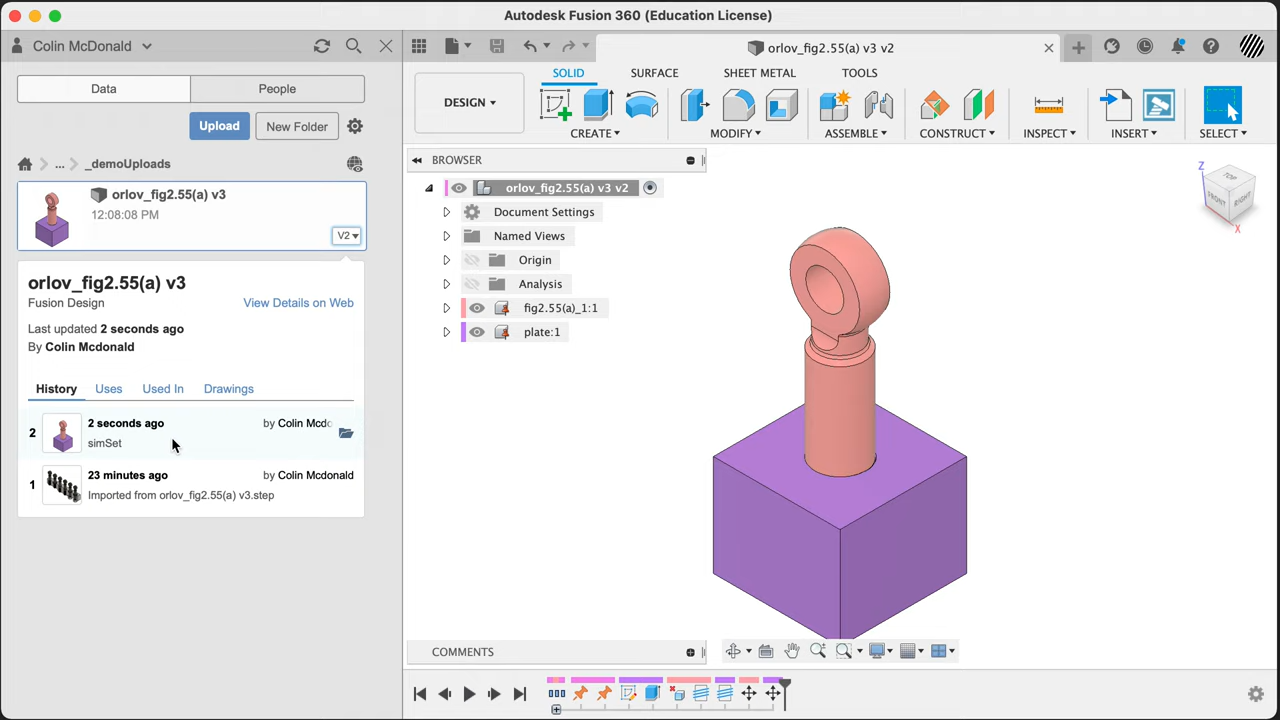 Autodesk Fusion 360 (Education License)
Colin McDonald
orlov_fig2.55(a) v3 v2
Data
People
Upload
New Folder
... _demoUploads
orlov_fig2.55(a) v3
12:08:08 PM
V2
orlov_fig2.55(a) v3
Fusion Design
View Details on Web
Last updated 2 seconds ago
By Colin Mcdonald
History Uses Used In Drawings
2
2 seconds ago
by Colin Mcdo
simSet
1
23 minutes ago
by Colin Mcdonald
Imported from orlov_fig2.55(a) v3.step
DESIGN
SOLID SURFACE SHEET METAL TOOLS
CREATE MODIFY ASSEMBLE CONSTRUCT INSPECT INSERT SELECT
BROWSER
orlov_fig2.55(a) v3 v2
Document Settings
Named Views
Origin
Analysis
fig2.55(a)_1:1
plate:1
Z
TOP
FRONT
RIGHT
X
COMMENTS